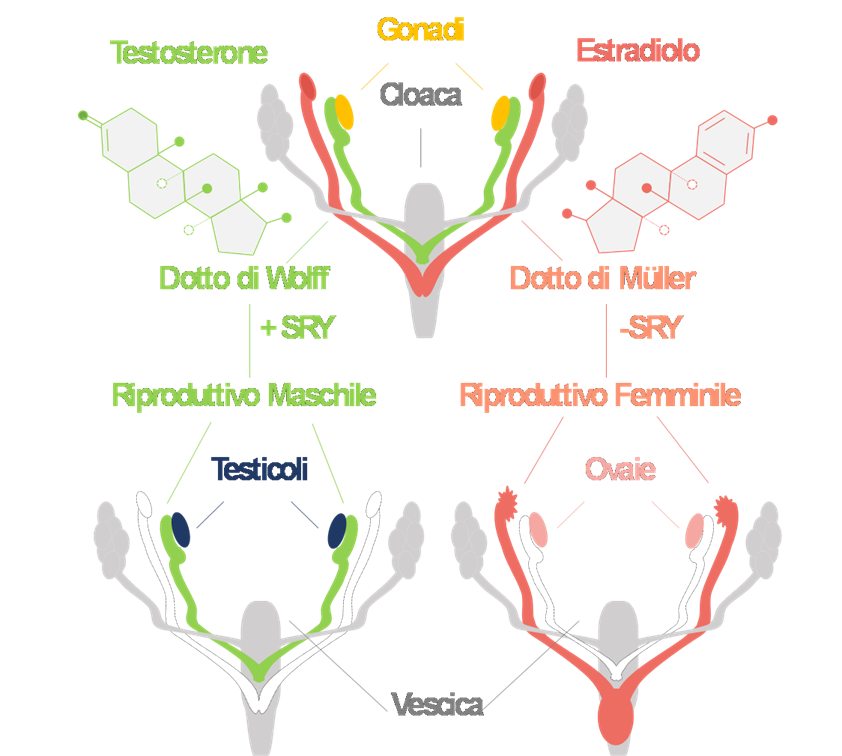 Gonadi
Testosterone
Estradiolo
Cloaca
Dotto di Wolff
Dotto di Müller
+ SRY
-SRY
Riproduttivo Maschile
Riproduttivo Femminile
Testicoli
Ovaie
Vescica